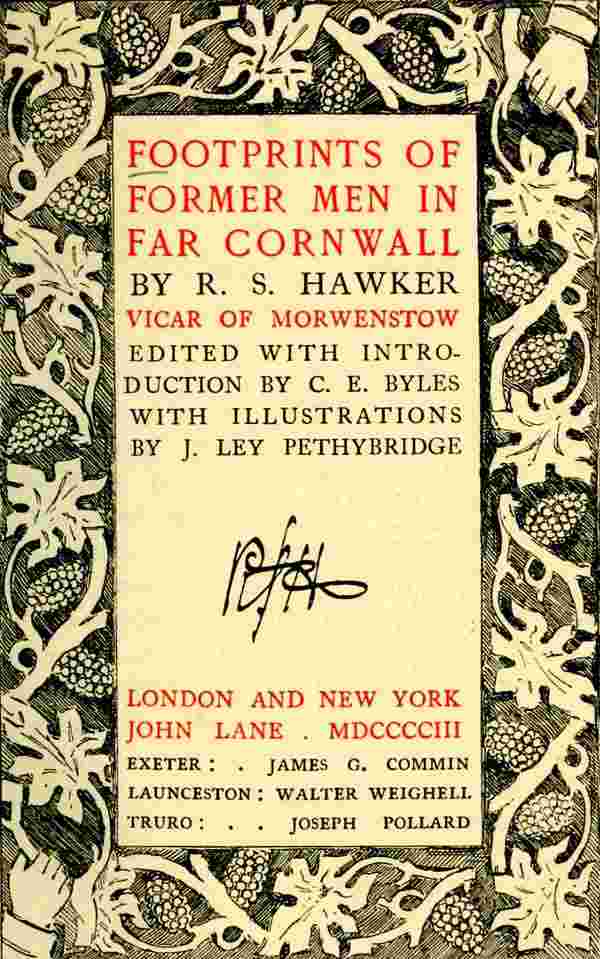 FOOTPRINTS OF
FORMER MEN IN
FAR CORNWALL
BY R. S. HAWKER
VICAR OF MORWENSTOW
EDITED WITH INTRO-
DUCTION BY C. E. BYLES
WITH ILLUSTRATIONS
BY J. LEY PETHYBRIDGE
RSH
LONDON AND NEW YORK
JOHN LANE . MDCCCCIII
EXETER: . JAMES G. COMMIN
LAUNCESTON: WALTER WEIGHELL
TRURO: . . JOSEPH POLLARD